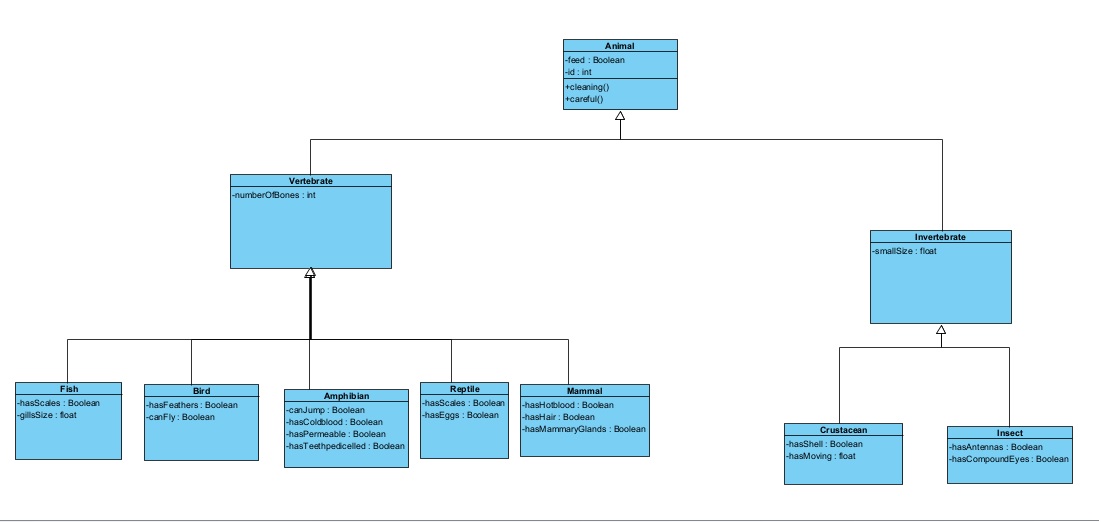 Animal
-feed : Boolean
-id : int
+cleaning()
+careful()
Vertebrate
-numberOfBones : int
Invertebrate
-smallSize : float
Fish
-hasScales : Boolean
-gillsSize : float
Bird
-hasFeathers : Boolean
-canFly : Boolean
Amphibian
-canJump : Boolean
-hasColdblood : Boolean
-hasPermeable : Boolean
-hasTeethpedicelled : Boolean
Reptile
-hasScales : Boolean
-hasEggs : Boolean
Mammal
-hasHotblood : Boolean
-hasHair : Boolean
-hasMammaryGlands : Boolean
Crustacean
-hasShell : Boolean
-hasMoving : float
Insect
-hasAntennas : Boolean
-hasCompoundEyes : Boolean